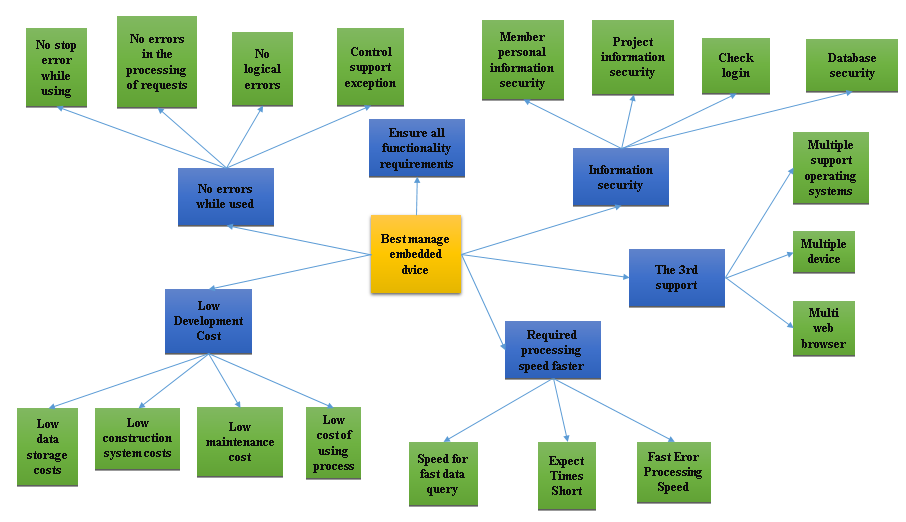 No stop
error
while
using
No errors
in the
processing
of requests
No
logical
errors
Control
support
exception
Member
personal
information
security
Project
information
security
Check
login
Database
security
Ensure all
functionality
requirements
No errors
while used
Information
security
Multiple
support
operating
systems
Best manage
embedded
dvice
The 3rd
support
Multiple
device
Multi
web
browser
Low
Development
Cost
Required
processing
speed faster
Low
data
storage
costs
Low
construction
system costs
Low
maintenance
cost
Low
cost of
using
process
Speed for
fast data
query
Expect
Times
Short
Fast Eror
Processing
Speed